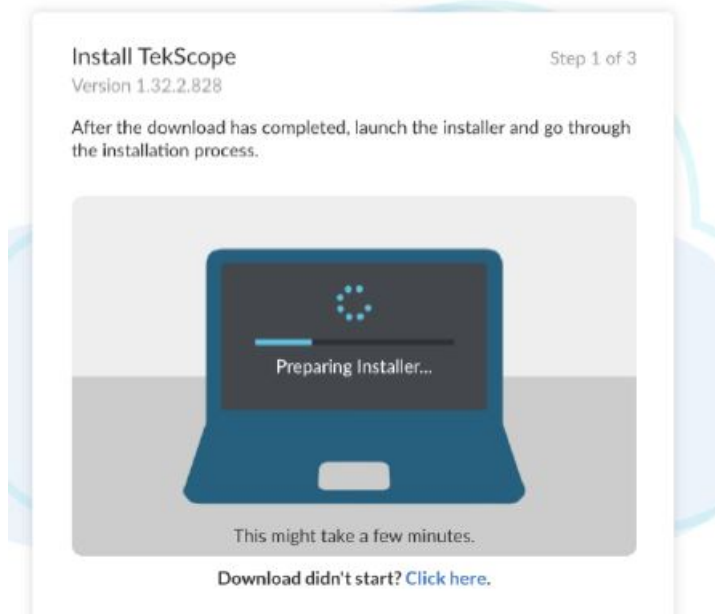 Install TekScope
Step 1 of 3
Version 1.32.2.828
After the download has completed, launch the installer and go through
the installation process.
Preparing Installer...
This might take a few minutes.
Download didn't start? Click here.